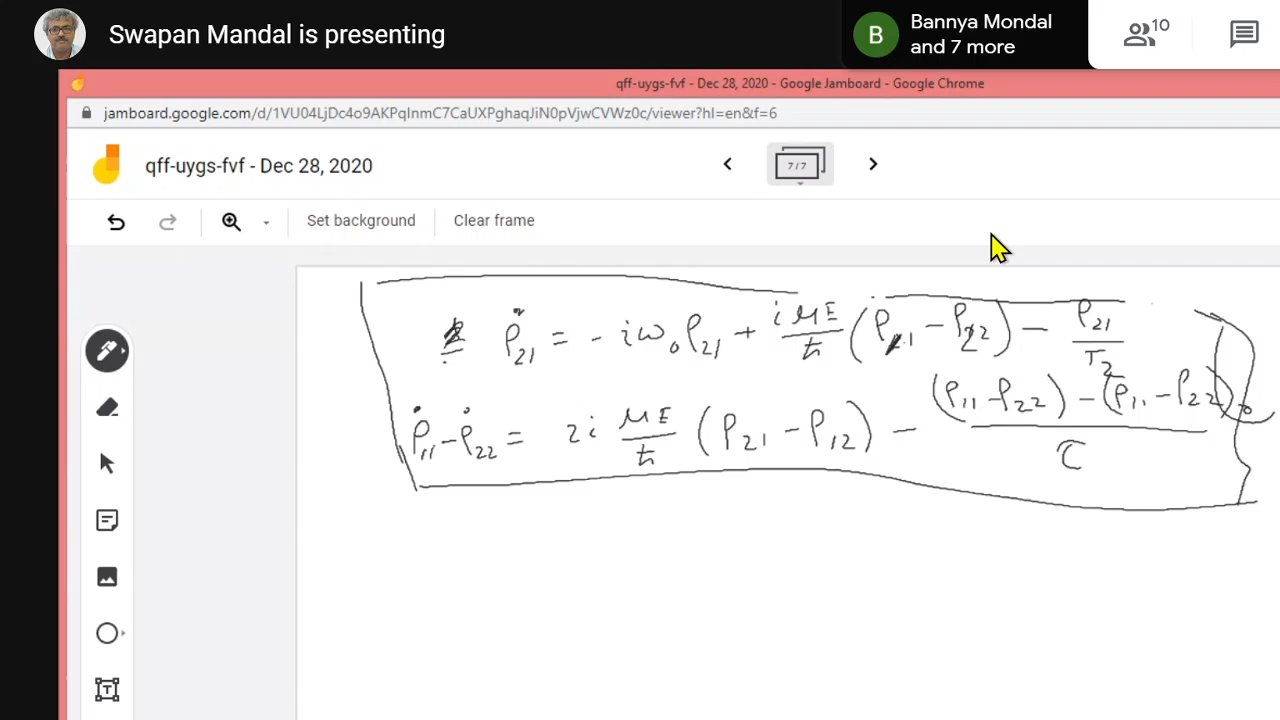 Swapan Mandal is presenting
B
Bannya Mondal
and 7 more
10
qff-uygs-fvf - Dec 28, 2020 - Google Jamboard - Google Chrome
jamboard.google.com/d/1VU04LjDc4o9AKPqInmC7CaUXPghaqJiN0pVjwCVWz0c/viewer?hl=en&f=6
qff-uygs-fvf - Dec 28, 2020
7/7
Set background
Clear frame
ρ̇₂₁ = - iω₀ρ₂₁ + iμE/ħ (ρ₁₁ - ρ₂₂) - ρ₂₁/T₂
ρ̇₁₁ - ρ̇₂₂ = 2i μE/ħ (ρ₂₁ - ρ₁₂) - ((ρ₁₁ - ρ₂₂) - (ρ₁₁ - ρ₂₂)₀)/τ